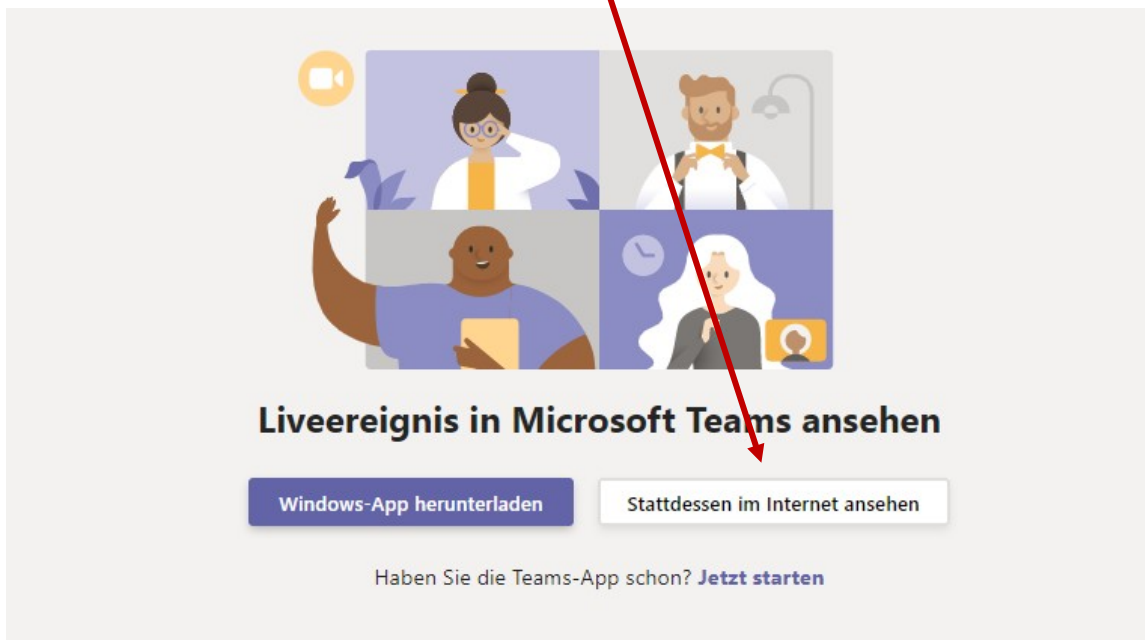 Liveereignis in Microsoft Teams ansehen
Windows-App herunterladen
Stattdessen im Internet ansehen
Haben Sie die Teams-App schon? Jetzt starten